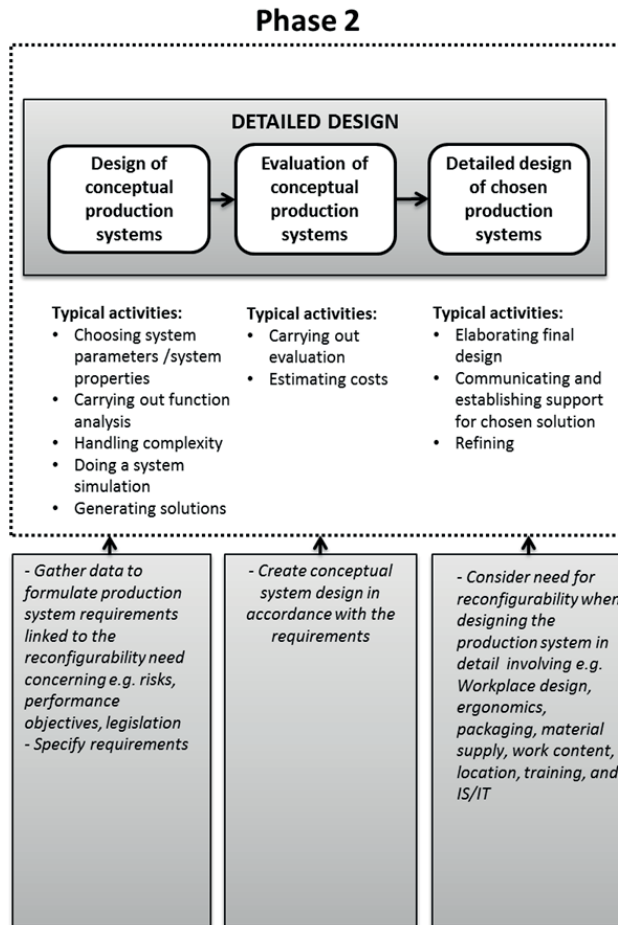 Phase 2
DETAILED DESIGN
Design of
conceptual
production
systems
Evaluation of
conceptual
production
systems
Detailed design
of chosen
production
systems
Typical activities:
• Choosing system
parameters /system
properties
• Carrying out function
analysis
• Handling complexity
• Doing a system
simulation
• Generating solutions
Typical activities:
• Carrying out
evaluation
• Estimating costs
Typical activities:
• Elaborating final
design
• Communicating and
establishing support
for chosen solution
• Refining
- Gather data to
formulate production
system requirements
linked to the
reconfigurability need
concerning e.g. risks,
performance
objectives, legislation
- Specify requirements
- Create conceptual
system design in
accordance with the
requirements
- Consider need for
reconfigurability when
designing the
production system in
detail involving e.g.
Workplace design,
ergonomics,
packaging, material
supply, work content,
location, training, and
IS/IT